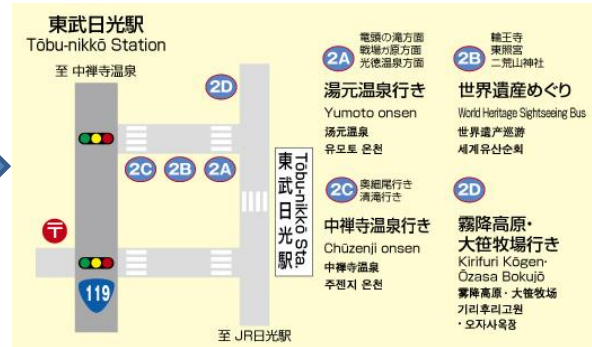 東武日光駅
Tōbu-nikkō Station
至 中禅寺温泉
2D
2C
2B
2A
東武日光駅
Tōbu-nikkō Sta.
〒
119
至 JR日光駅
2A
竜頭の滝方面
戦場が原方面
光徳温泉方面
湯元温泉行き
Yumoto onsen
汤元温泉
유모토 온천
2B
輪王寺
東照宮
二荒山神社
世界遺産めぐり
World Heritage Sightseeing Bus
世界遗产巡游
세계유산순회
2C
奥細尾行き
清滝行き
中禅寺温泉行き
Chūzenji onsen
中禅寺温泉
주젠지 온천
2D
霧降高原・
大笹牧場行き
Kirifuri Kōgen·
Ōzasa Bokujō
雾降高原・大笹牧场
기리후리고원
・오자사목장